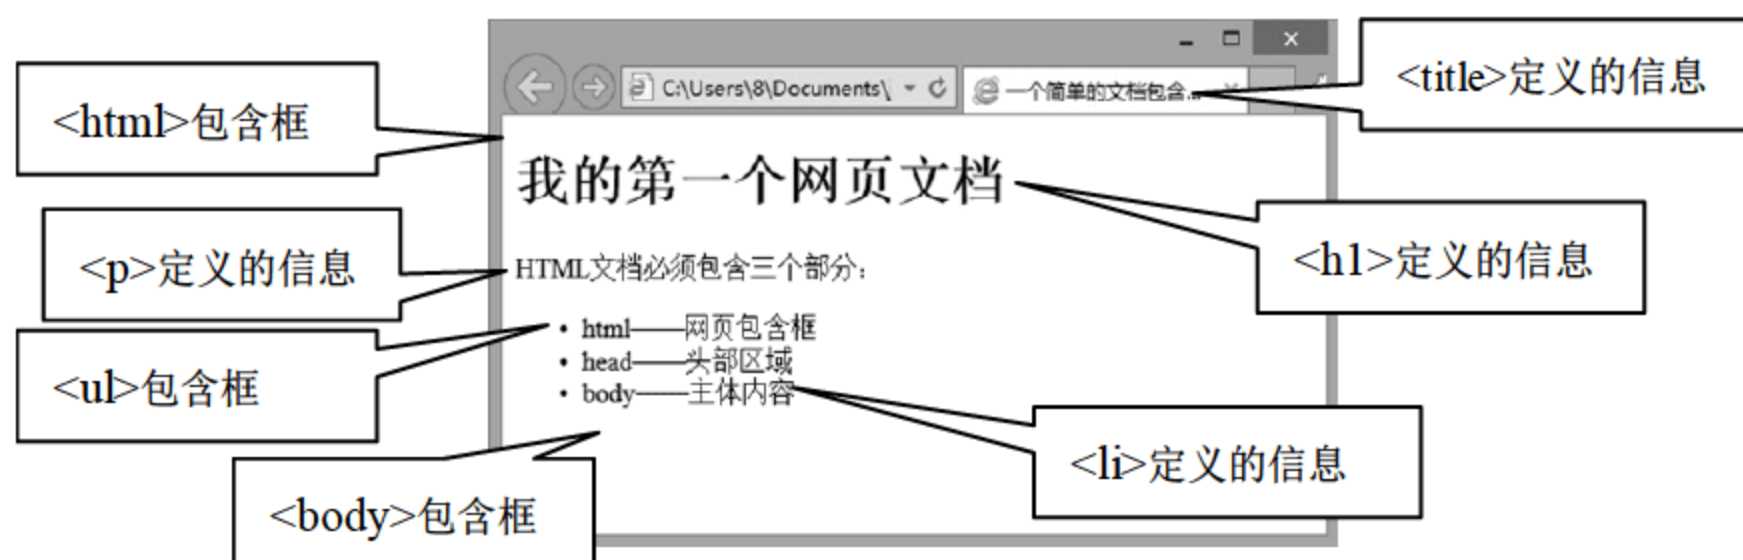 <title>定义的信息
<html>包含框
C:\Users\8\Documents\
一个简单的文档包含...
我的第一个网页文档
<h1>定义的信息
<p>定义的信息
HTML文档必须包含三个部分：
<ul>包含框
• html——网页包含框
• head——头部区域
• body——主体内容
<li>定义的信息
<body>包含框